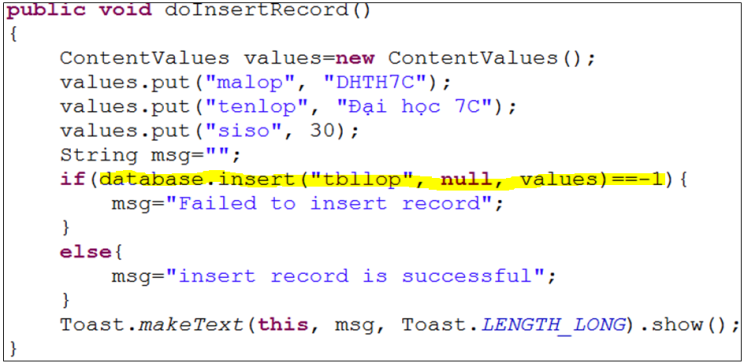 public void doInsertRecord()
{
ContentValues values=new ContentValues();
values.put("malop", "DHTH7C");
values.put("tenlop", "Đại học 7C");
values.put("siso", 30);
String msg="";
if(database.insert("tbllop", null, values)==-1){
msg="Failed to insert record";
}
else{
msg="insert record is successful";
}
Toast.makeText(this, msg, Toast.LENGTH_LONG).show();
}